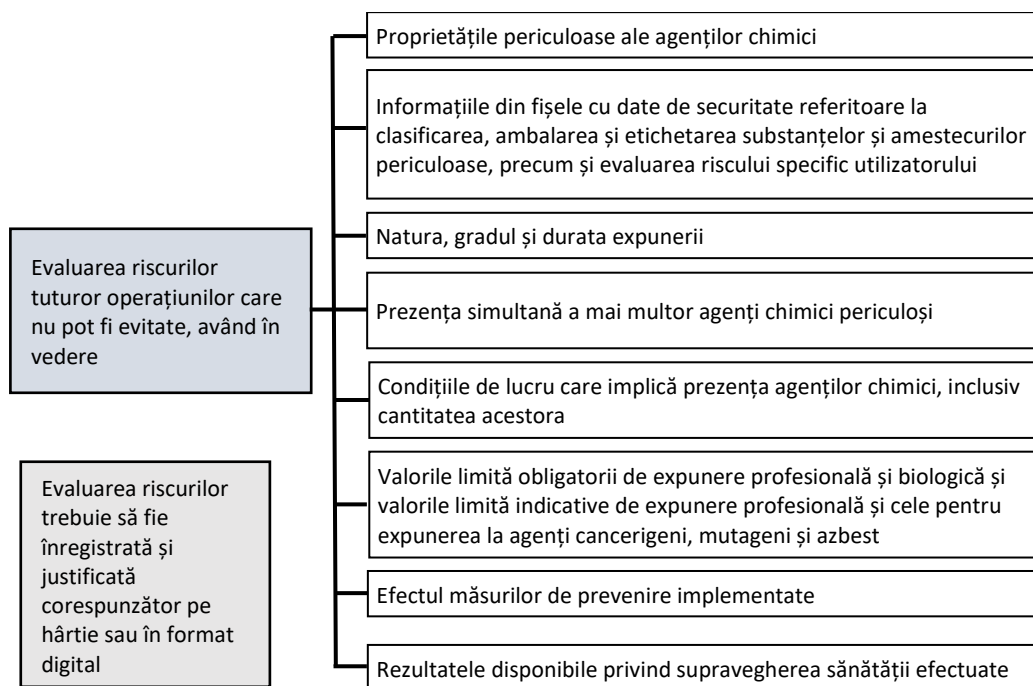 Proprietățile periculoase ale agenților chimici
Informațiile din fișele cu date de securitate referitoare la
clasificarea, ambalarea și etichetarea substanțelor și amestecurilor
periculoase, precum și evaluarea riscului specific utilizatorului
Natura, gradul și durata expunerii
Evaluarea riscurilor
tuturor operațiunilor care
nu pot fi evitate, având în
vedere
Prezența simultană a mai multor agenți chimici periculoși
Condițiile de lucru care implică prezența agenților chimici, inclusiv
cantitatea acestora
Valorile limită obligatorii de expunere profesională și biologică și
valorile limită indicative de expunere profesională și cele pentru
expunerea la agenți cancerigeni, mutageni și azbest
Evaluarea riscurilor
trebuie să fie
înregistrată și
justificată
corespunzător pe
hârtie sau în format
digital
Efectul măsurilor de prevenire implementate
Rezultatele disponibile privind supravegherea sănătății efectuate